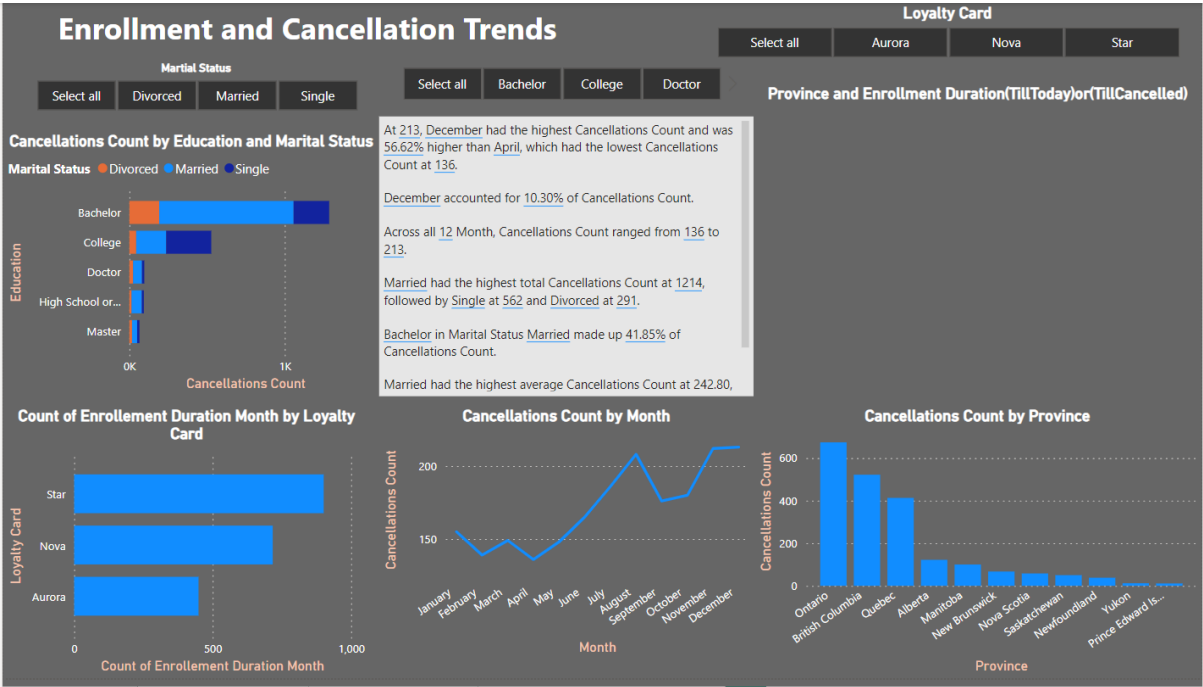 Enrollment and Cancellation Trends
Loyalty Card
Select all
Aurora
Nova
Star
Martial Status
Select all
Divorced
Married
Single
Select all
Bachelor
College
Doctor
Province and Enrollment Duration(TillToday)or(TillCancelled)
Cancellations Count by Education and Marital Status
Marital Status Divorced Married Single
Education
Bachelor
College
Doctor
High School or...
Master
0K
1K
Cancellations Count
At 213, December had the highest Cancellations Count and was
56.62% higher than April, which had the lowest Cancellations
Count at 136.
December accounted for 10.30% of Cancellations Count.
Across all 12 Month, Cancellations Count ranged from 136 to
213.
Married had the highest total Cancellations Count at 1214,
followed by Single at 562 and Divorced at 291.
Bachelor in Marital Status Married made up 41.85% of
Cancellations Count.
Married had the highest average Cancellations Count at 242.80,
Count of Enrollement Duration Month by Loyalty
Card
Loyalty Card
Star
Nova
Aurora
0
500
1,000
Count of Enrollement Duration Month
Cancellations Count by Month
Cancellations Count
200
150
January
February
March
April
May
June
July
August
September
October
November
December
Month
Cancellations Count by Province
Cancellations Count
600
400
200
0
Ontario
British Columbia
Quebec
Alberta
Manitoba
New Brunswick
Nova Scotia
Saskatchewan
Newfoundland
Yukon
Prince Edward Is...
Province